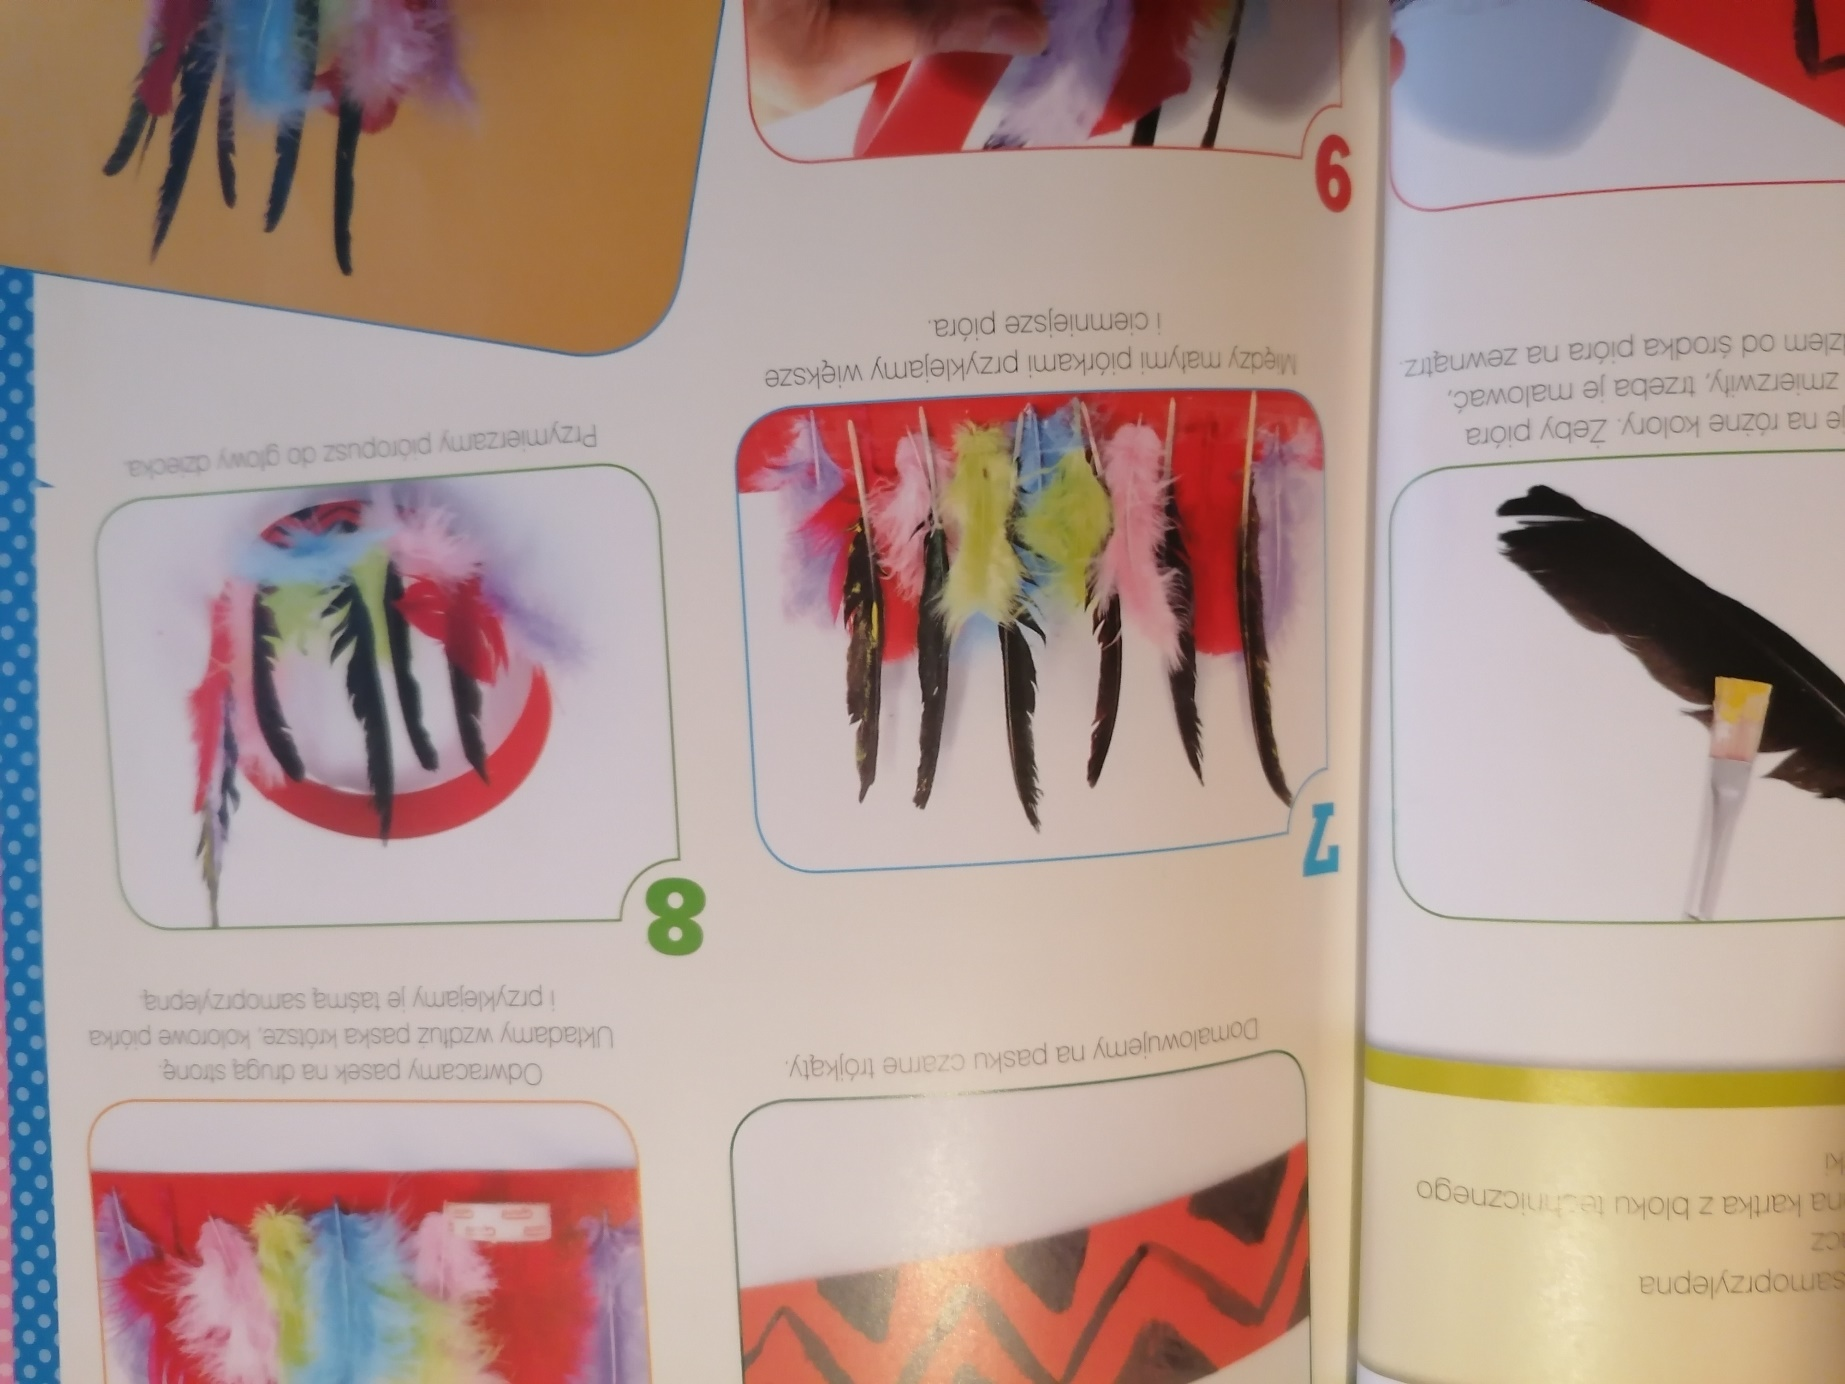 samoprzylepna
na kartka z bloku technicznego
je na różne kolory. Żeby pióra
zmierzwiły, trzeba je malować,
od środka pióra na zewnątrz.
Domalowujemy na pasku czarne trójkąty.
Odwracamy pasek na drugą stronę.
Układamy wzdłuż paska krótsze, kolorowe piórka
i przyklejamy je taśmą samoprzylepną.
7
Między małymi piórkami przyklejamy większe
i ciemniejsze pióra.
8
Przymierzamy pióropusz do głowy dziecka.
9